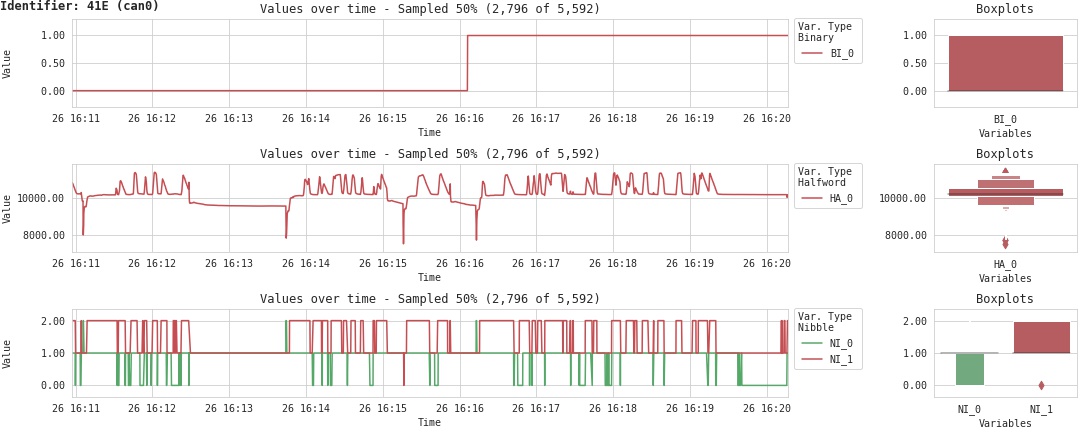 Identifier: 41E (can0)
Values over time - Sampled 50% (2,796 of 5,592)
Boxplots
Value
1.00
0.50
0.00
26 16:11 26 16:12 26 16:13 26 16:14 26 16:15 26 16:16 26 16:17 26 16:18 26 16:19 26 16:20
Time
Var. Type
Binary
BI_0
1.00
0.50
0.00
BI_0
Variables
Values over time - Sampled 50% (2,796 of 5,592)
Boxplots
Value
10000.00
8000.00
26 16:11 26 16:12 26 16:13 26 16:14 26 16:15 26 16:16 26 16:17 26 16:18 26 16:19 26 16:20
Time
Var. Type
Halfword
HA_0
10000.00
8000.00
HA_0
Variables
Values over time - Sampled 50% (2,796 of 5,592)
Boxplots
Value
2.00
1.00
0.00
26 16:11 26 16:12 26 16:13 26 16:14 26 16:15 26 16:16 26 16:17 26 16:18 26 16:19 26 16:20
Time
Var. Type
Nibble
NI_0
NI_1
2.00
1.00
0.00
NI_0 NI_1
Variables